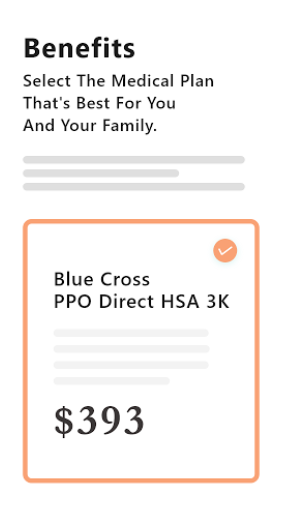 Benefits
Select The Medical Plan
That's Best For You
And Your Family.
Blue Cross
PPO Direct HSA 3K
$393